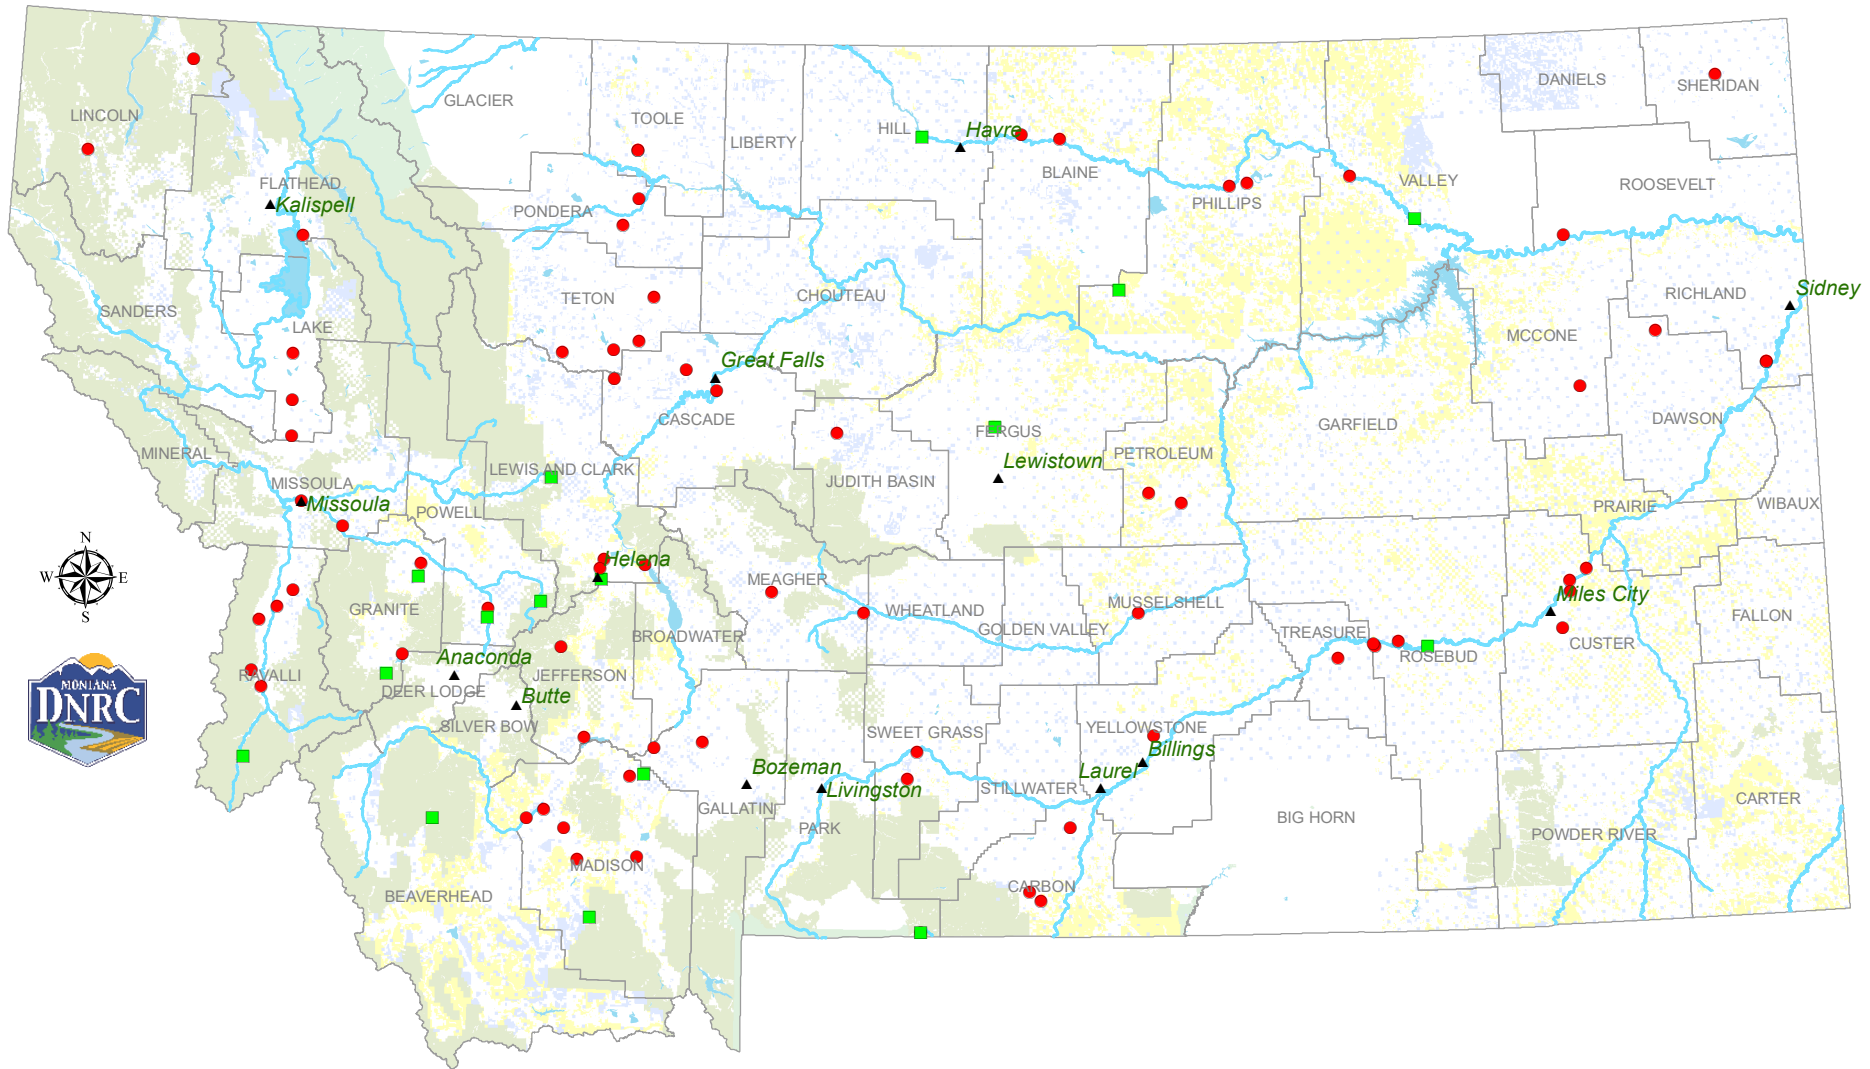 DANIELS
SHERIDAN
GLACIER
LINCOLN
TOOLE
HILL
Havre
LIBERTY
BLAINE
VALLEY
ROOSEVELT
FLATHEAD
Kalispell
PONDERA
PHILLIPS
Sidney
RICHLAND
TETON
CHOUTEAU
SANDERS
LAKE
MCCONE
Great Falls
CASCADE
DAWSON
GARFIELD
FERGUS
MINERAL
PETROLEUM
Lewistown
LEWIS AND CLARK
MISSOULA
JUDITH BASIN
Missoula
POWELL
PRAIRIE
WIBAUX
N
W
E
S
Helena
MEAGHER
GRANITE
WHEATLAND
MUSSELSHELL
Miles City
FALLON
GOLDEN VALLEY
BROADWATER
TREASURE
CUSTER
Anaconda
ROSEBUD
RAVALLI
JEFFERSON
DEER LODGE
Butte
MONTANA
DNRC
SILVER BOW
SWEET GRASS
YELLOWSTONE
Billings
Bozeman
Laurel
Livingston
STILLWATER
GALLATIN
PARK
BIG HORN
CARTER
POWDER RIVER
MADISON
CARBON
BEAVERHEAD